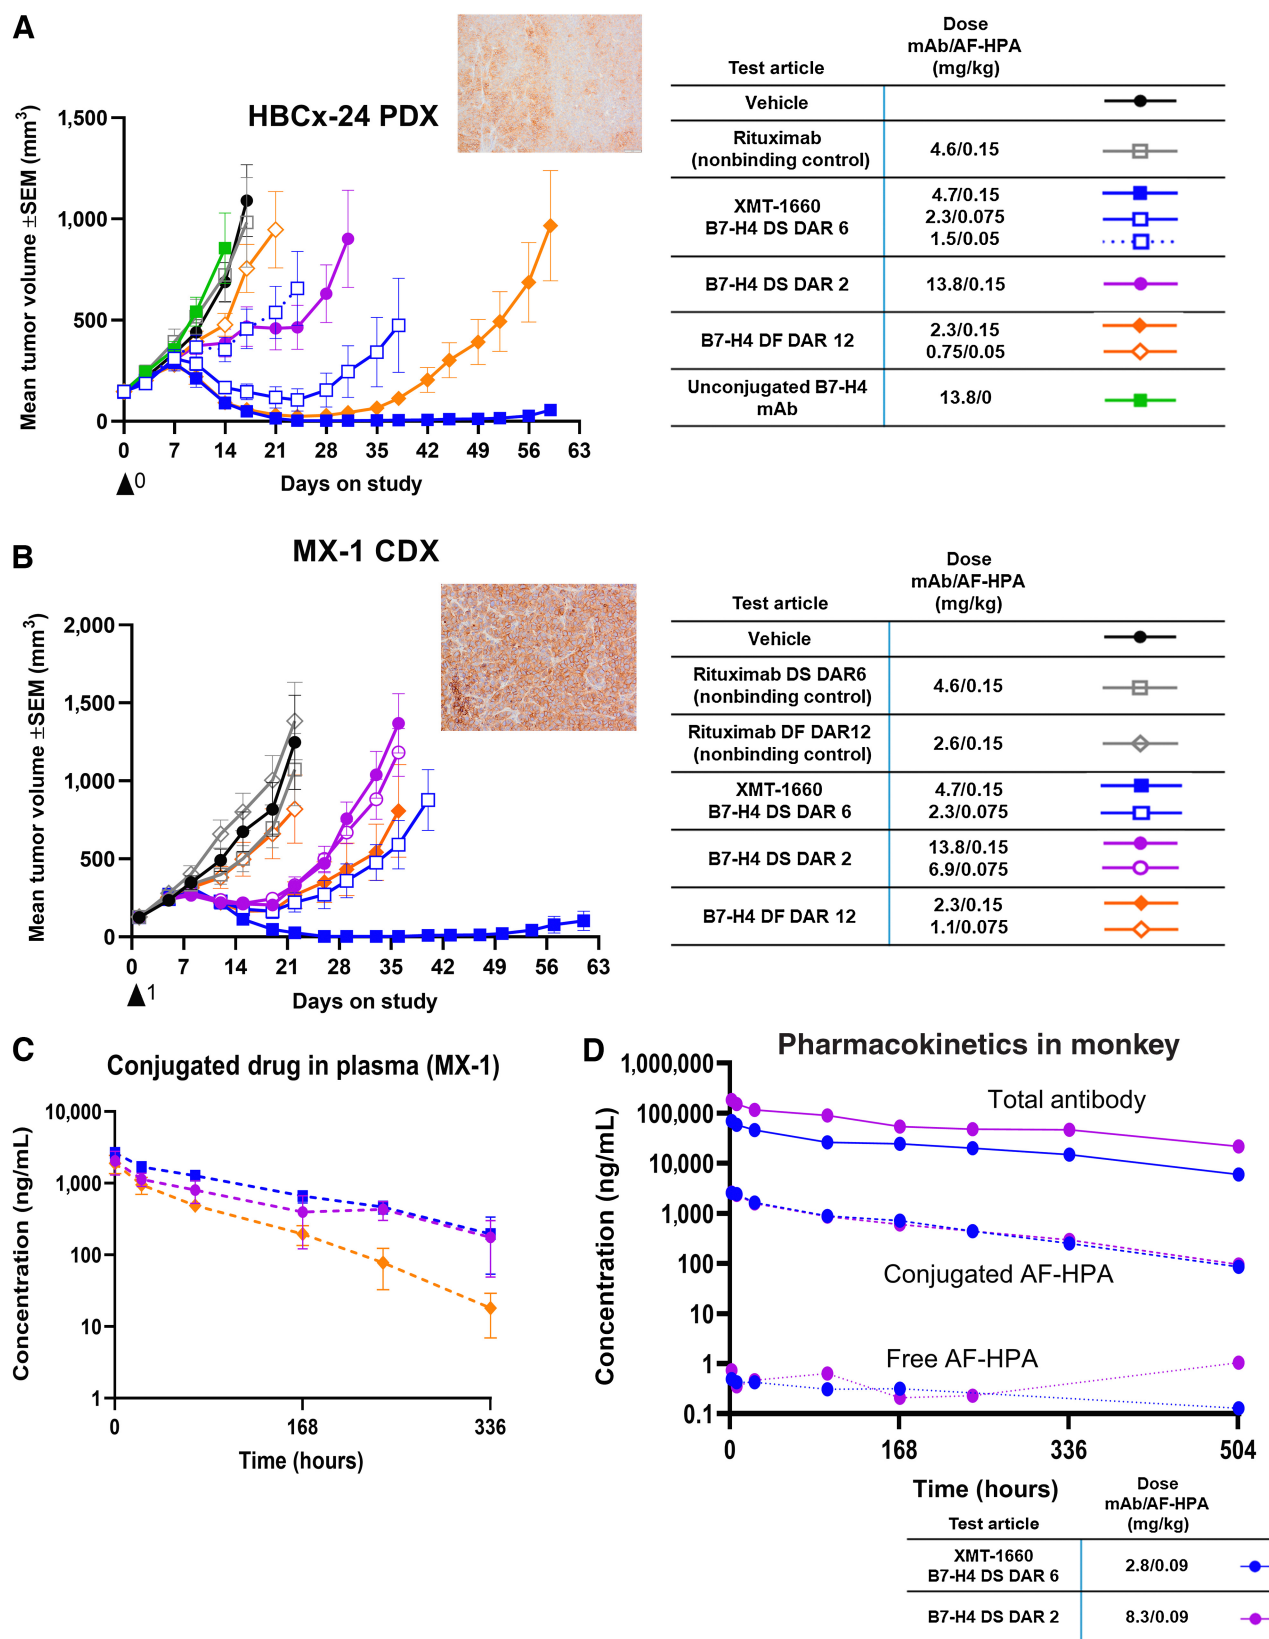 A
HBCx-24 PDX
Mean tumor volume ±SEM (mm³)
1,500
1,000
500
0
0 7 14 21 28 35 42 49 56 63
▲0
Days on study
Test article
Dose
mAb/AF-HPA
(mg/kg)
Vehicle
Rituximab
(nonbinding control)
4.6/0.15
XMT-1660
B7-H4 DS DAR 6
4.7/0.15
2.3/0.075
1.5/0.05
B7-H4 DS DAR 2
13.8/0.15
B7-H4 DF DAR 12
2.3/0.15
0.75/0.05
Unconjugated B7-H4
mAb
13.8/0
B
MX-1 CDX
Mean tumor volume ±SEM (mm³)
2,000
1,500
1,000
500
0
0 7 14 21 28 35 42 49 56 63
▲1
Days on study
Test article
Dose
mAb/AF-HPA
(mg/kg)
Vehicle
Rituximab DS DAR6
(nonbinding control)
4.6/0.15
Rituximab DF DAR12
(nonbinding control)
2.6/0.15
XMT-1660
B7-H4 DS DAR 6
4.7/0.15
2.3/0.075
B7-H4 DS DAR 2
13.8/0.15
6.9/0.075
B7-H4 DF DAR 12
2.3/0.15
1.1/0.075
C
Conjugated drug in plasma (MX-1)
Concentration (ng/mL)
10,000
1,000
100
10
1
0 168 336
Time (hours)
D
Pharmacokinetics in monkey
Concentration (ng/mL)
1,000,000
100,000
10,000
1,000
100
10
1
0.1
Total antibody
Conjugated AF-HPA
Free AF-HPA
0 168 336 504
Time (hours)
Test article
Dose
mAb/AF-HPA
(mg/kg)
XMT-1660
B7-H4 DS DAR 6
2.8/0.09
B7-H4 DS DAR 2
8.3/0.09